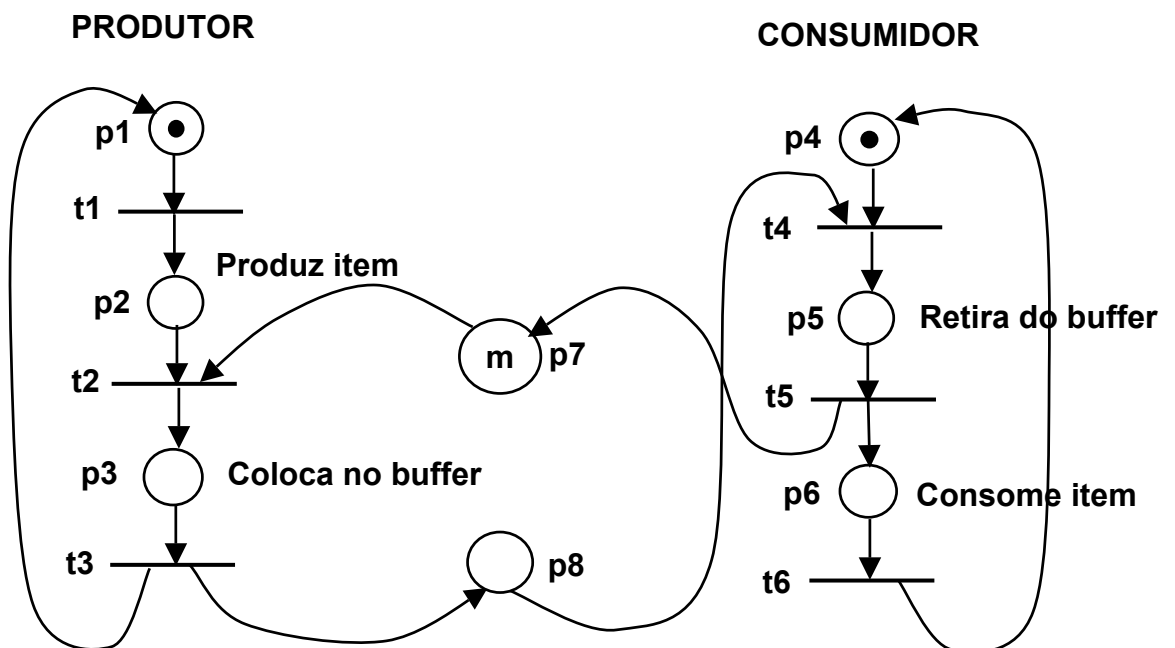 PRODUTOR
CONSUMIDOR
p1
p4
t1
t4
Produz item
p2
p5
Retira do buffer
m
p7
t2
t5
p3
Coloca no buffer
p6
Consome item
t3
p8
t6